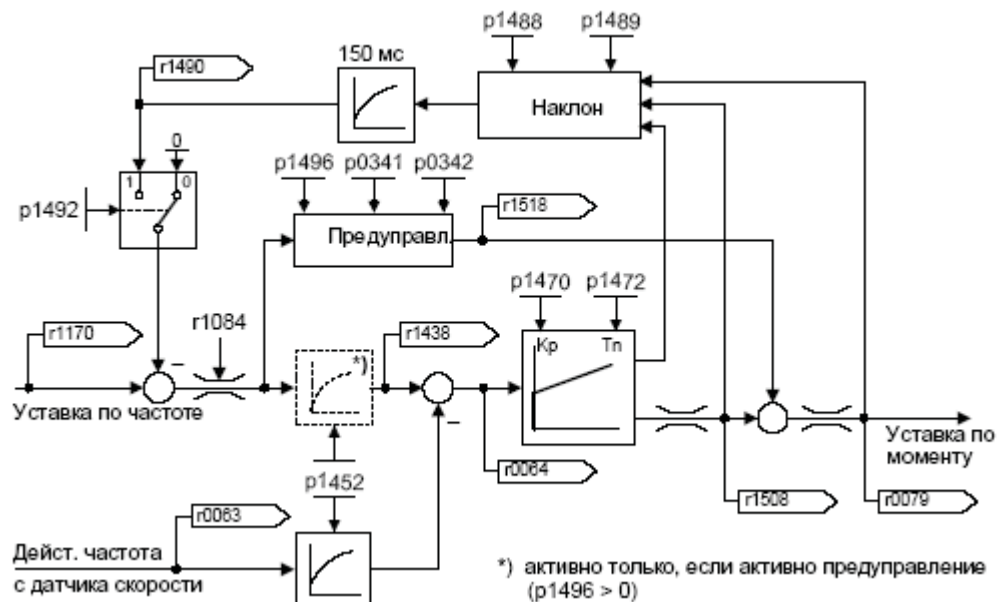 p1488 p1489
150 мс
r1490
Наклон
0
p1496 p0341 p0342
1 0
p1492
r1518
Предуправл.
p1470 p1472
r1170
r1084
r1438
Kp Tn
*)
–
Уставка по частоте
–
Уставка по
моменту
p1452
r0064
r0063
r1508
r0079
Дейст. частота
с датчика скорости
*) активно только, если активно предуправление
(p1496 > 0)